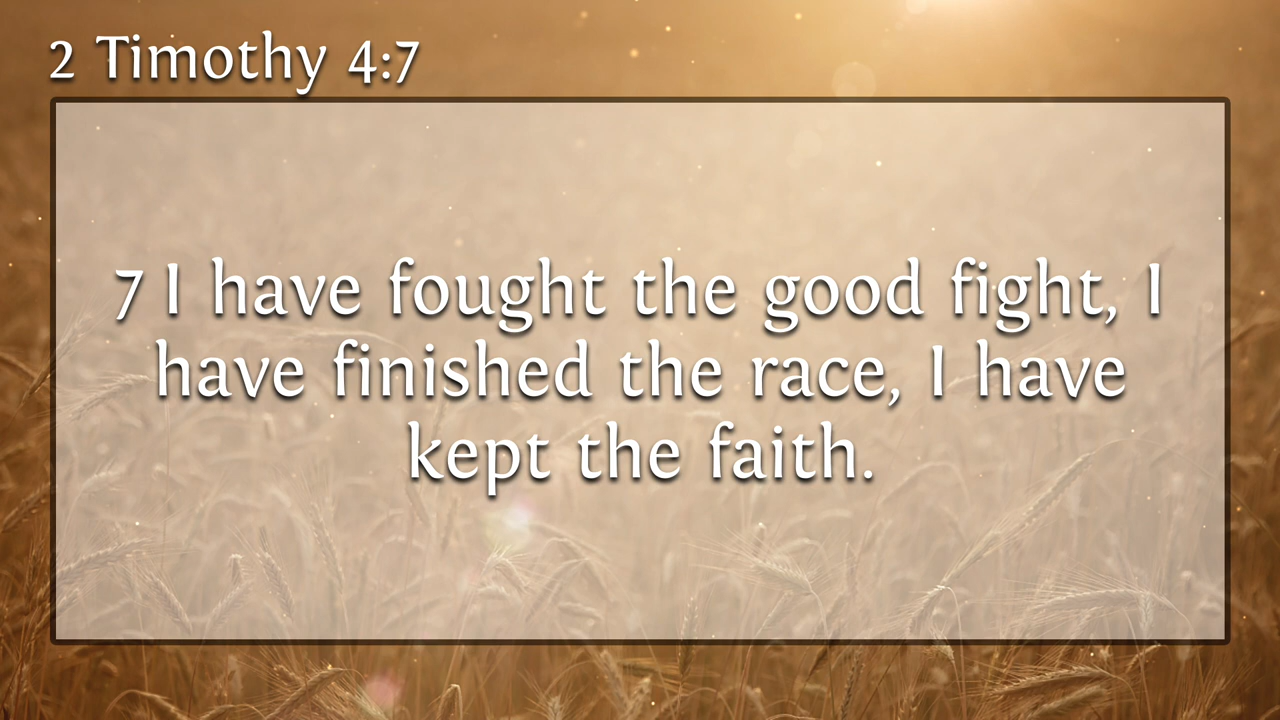 2 Timothy 4:7
7 I have fought the good fight, I
have finished the race, I have
kept the faith.